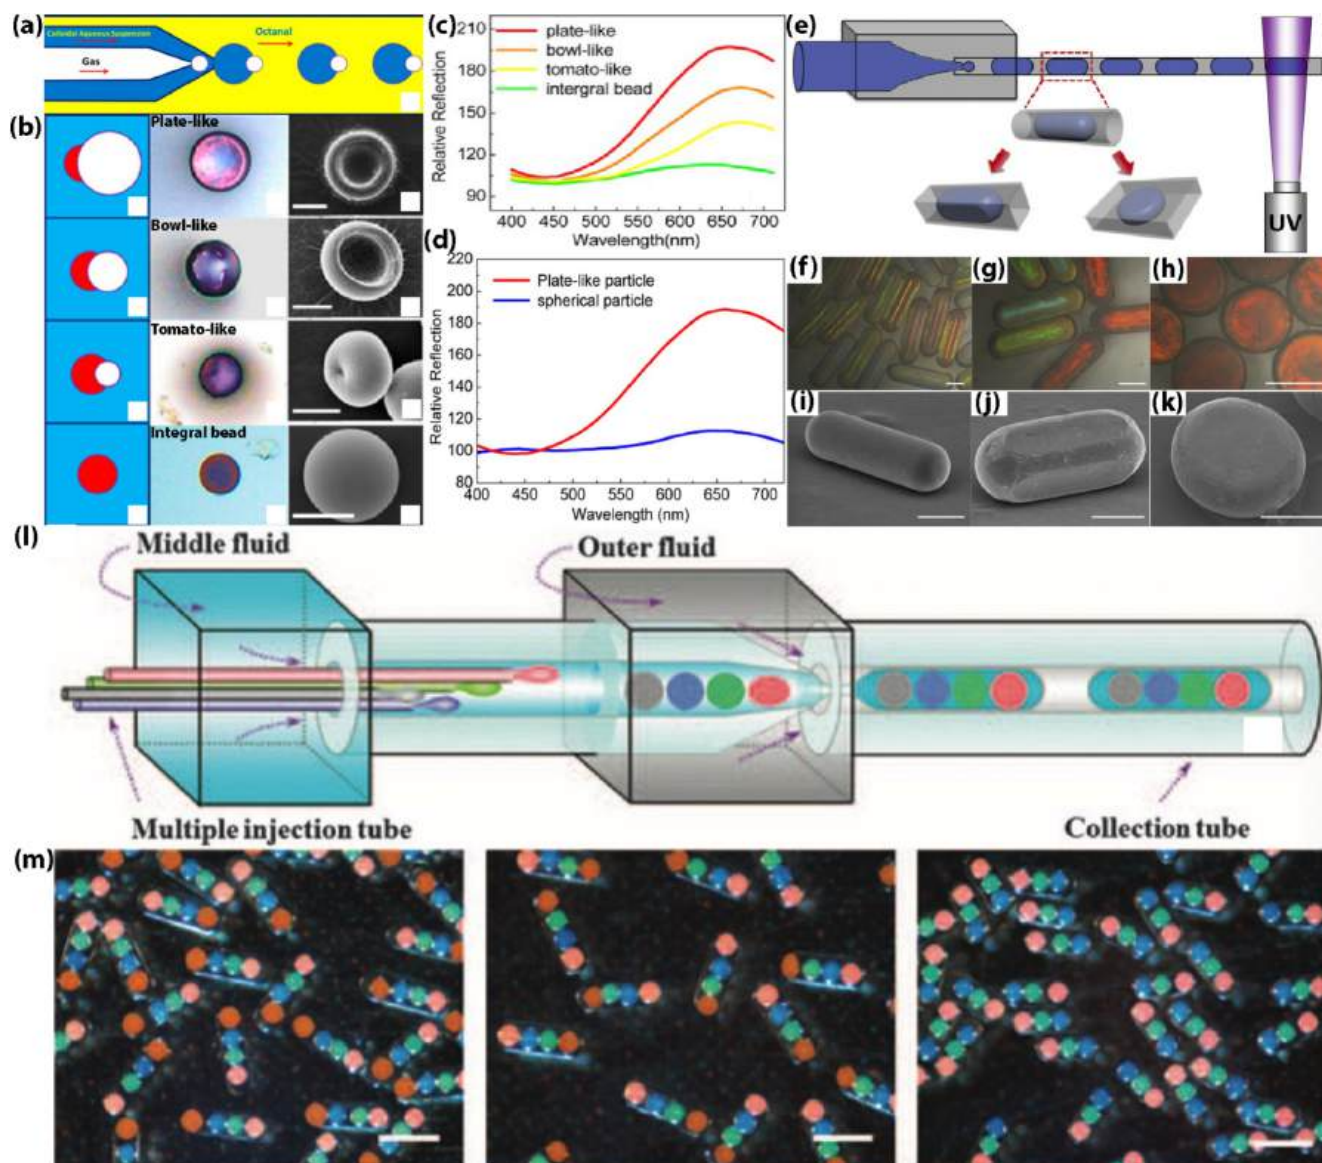 (a)
Colloidal Aqueous Suspension
Octanal
Gas
(b)
Plate-like
Bowl-like
Tomato-like
Integral bead
(c)
210
180
150
120
90
Relative Reflection
plate-like
bowl-like
tomato-like
intergral bead
400 450 500 550 600 650 700
Wavelength(nm)
(d)
220
200
180
160
140
120
100
80
Relative Reflection
Plate-like particle
spherical particle
400 450 500 550 600 650 700
Wavelength (nm)
(e)
UV
(f)
(g)
(h)
(i)
(j)
(k)
(l)
Middle fluid
Outer fluid
Multiple injection tube
Collection tube
(m)